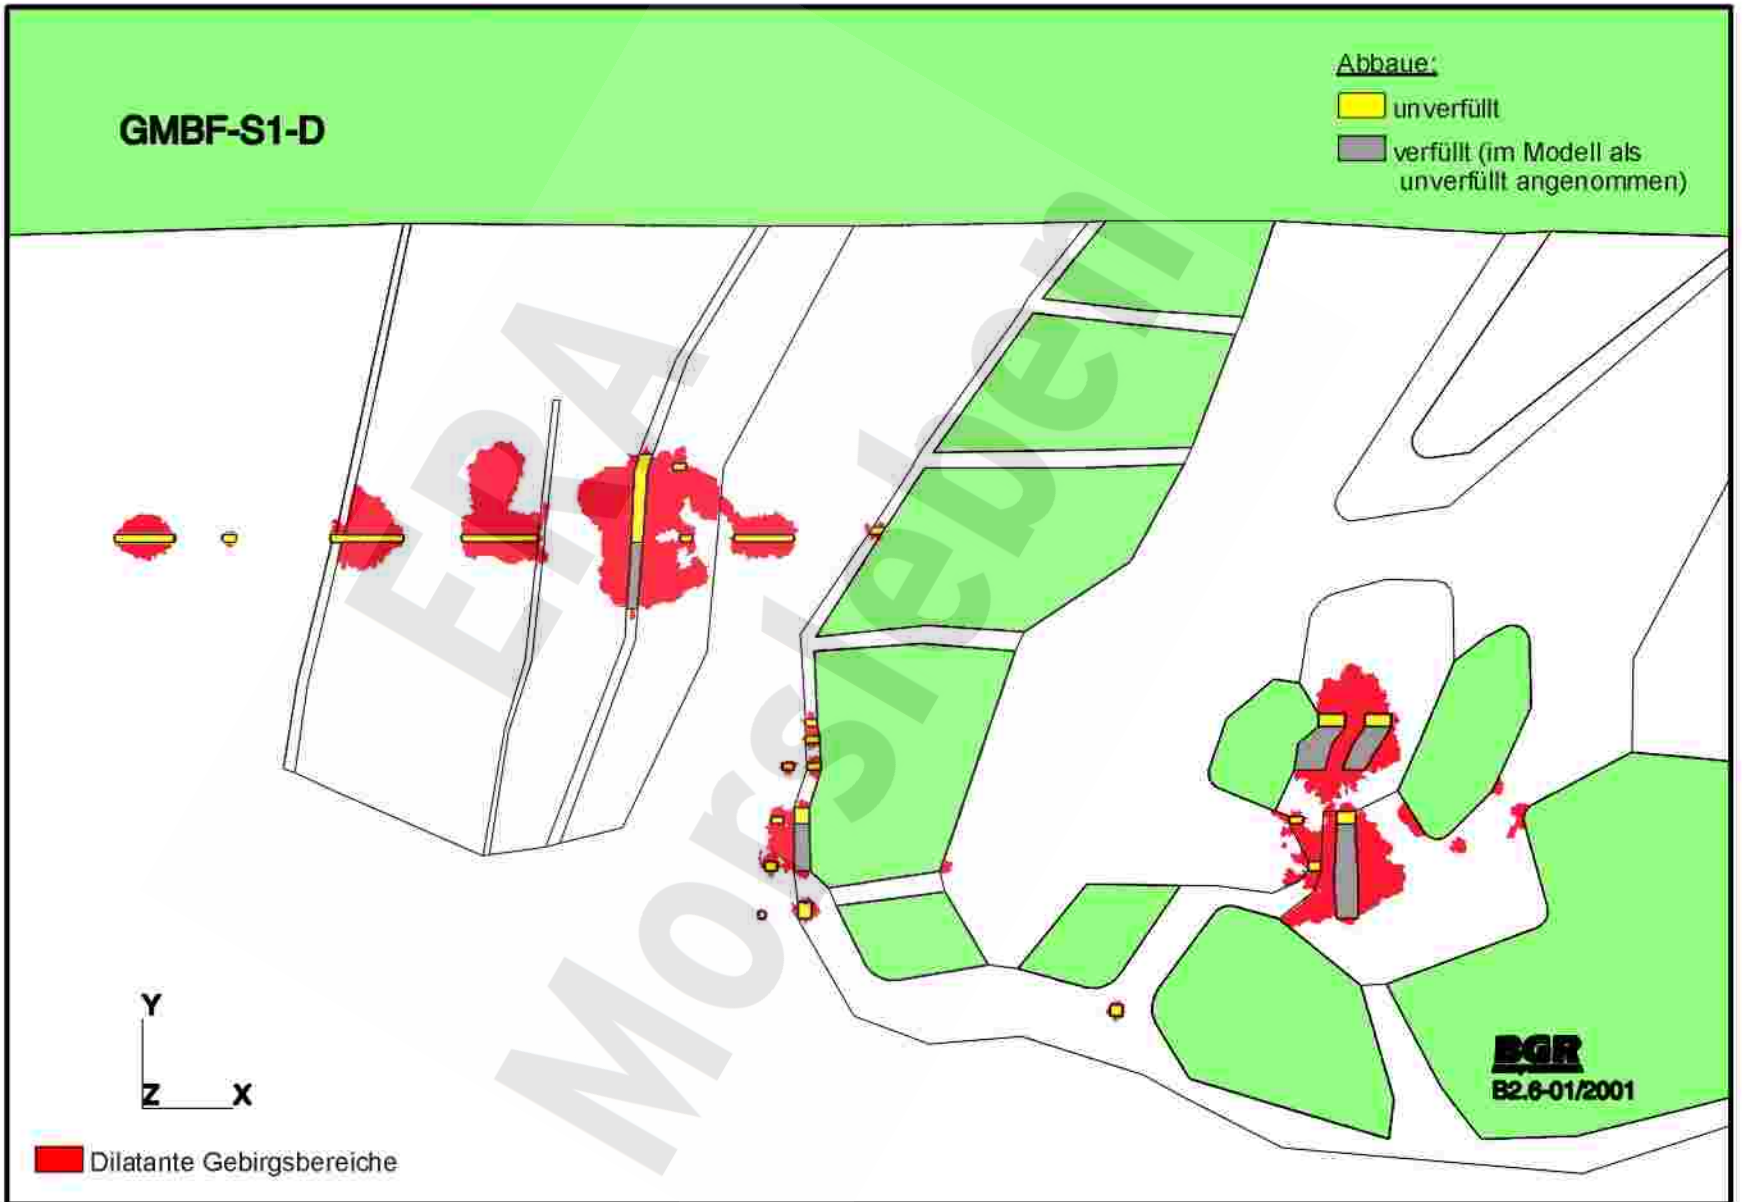 Abbaue:
GMBF-S1-D
unverfüllt
verfüllt (im Modell als
unverfüllt angenommen)
ERA
Morsleben
Y
Z X
BGR
B2.6-01/2001
Dilatante Gebirgsbereiche